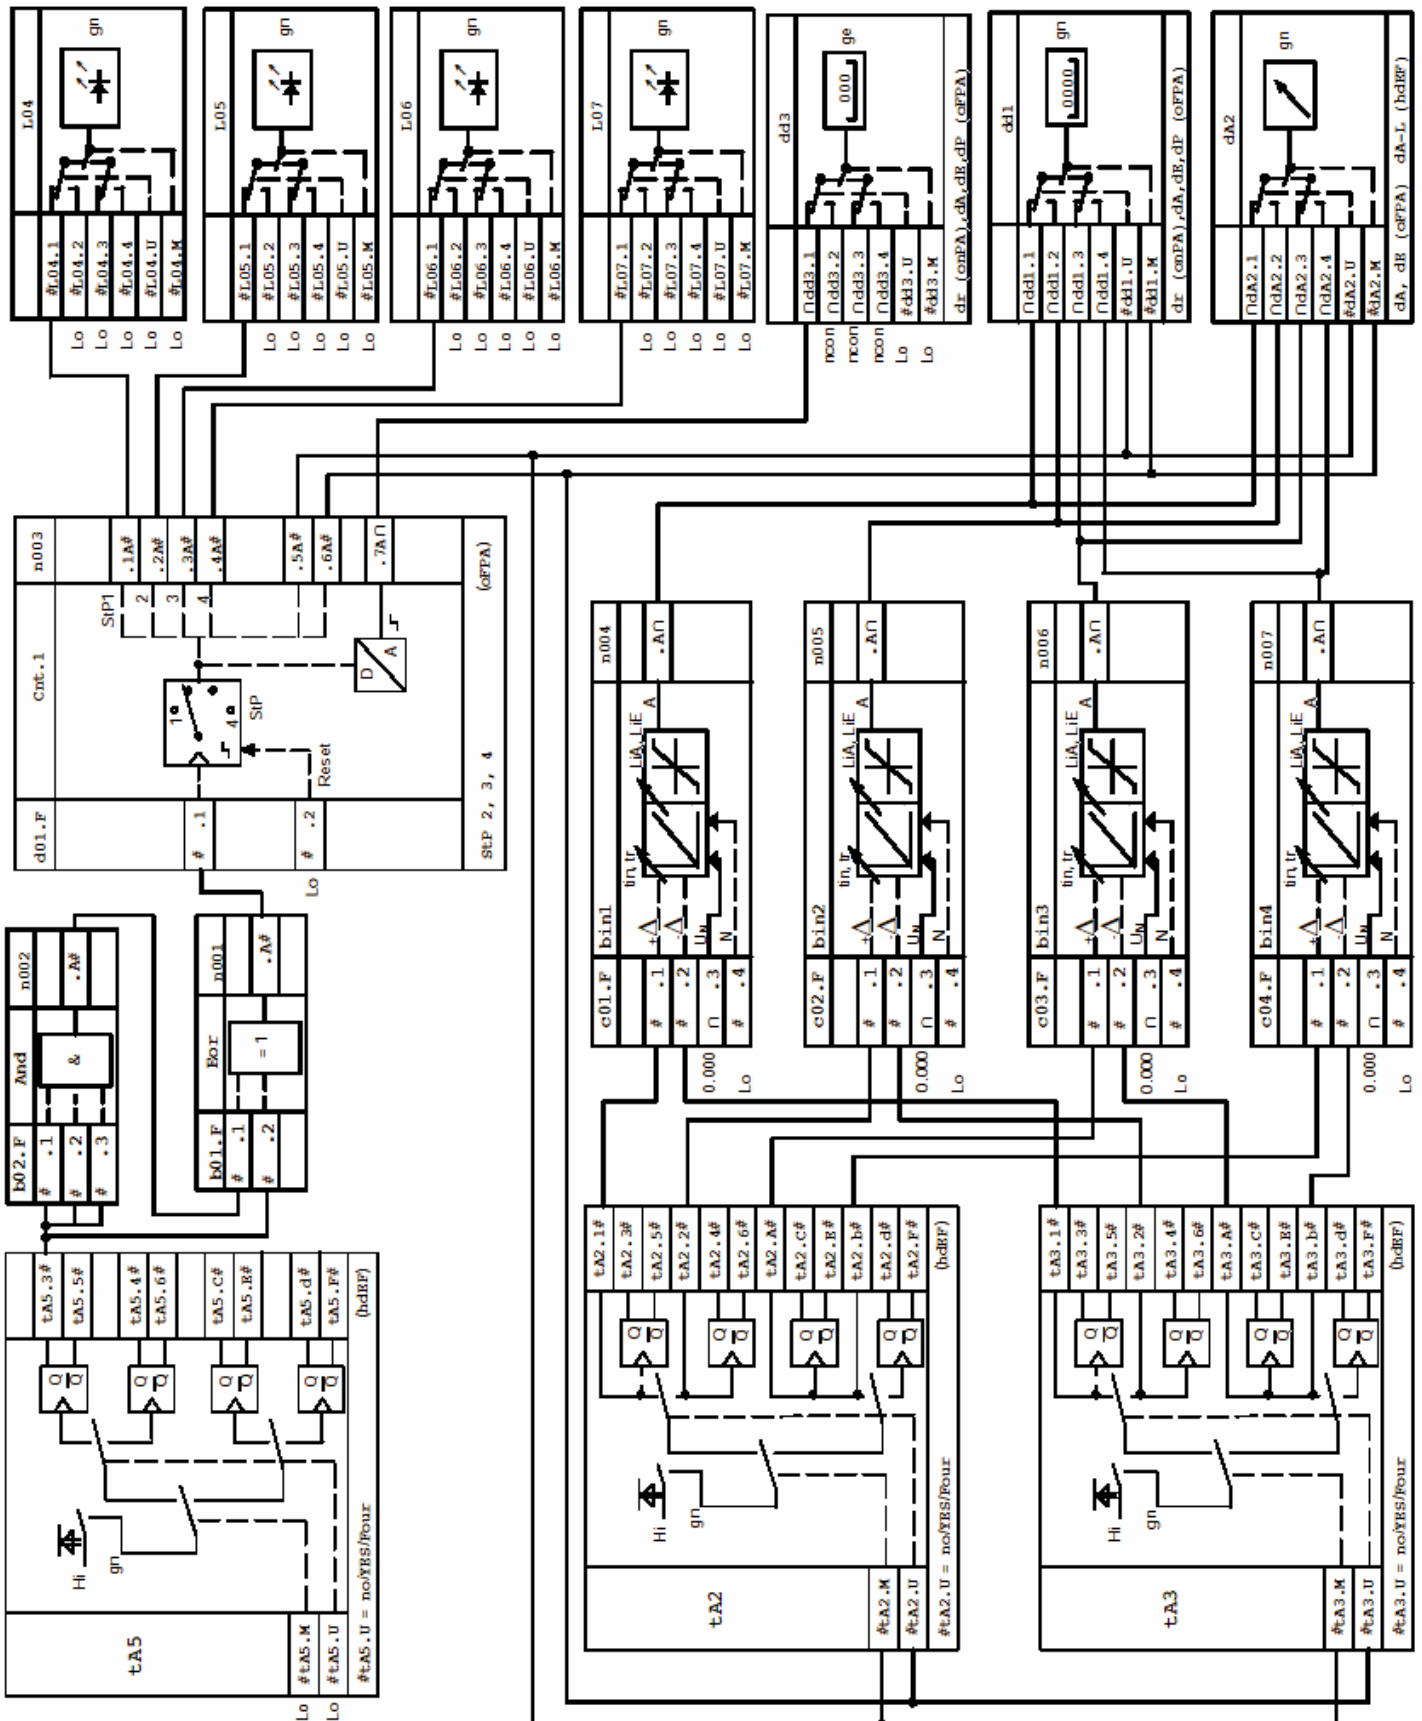 L04
gn
#L04.1
#L04.2
#L04.3
#L04.4
#L04.U
#L04.M
Lo
Lo
Lo
Lo
Lo
L05
gn
#L05.1
#L05.2
#L05.3
#L05.4
#L05.U
#L05.M
Lo
Lo
Lo
Lo
Lo
L06
gn
#L06.1
#L06.2
#L06.3
#L06.4
#L06.U
#L06.M
Lo
Lo
Lo
Lo
Lo
L07
gn
#L07.1
#L07.2
#L07.3
#L07.4
#L07.U
#L07.M
Lo
Lo
Lo
Lo
Lo
dd3
ge
000
∩dd3.1
∩dd3.2
∩dd3.3
∩dd3.4
#dd3.U
#dd3.M
ncon
ncon
ncon
Lo
Lo
dr (onPA),dA,dE,dP (oFPA)
dd1
gn
0000
∩dd1.1
∩dd1.2
∩dd1.3
∩dd1.4
#dd1.U
#dd1.M
dr (onPA),dA,dE,dP (oFPA)
dA2
gn
∩dA2.1
∩dA2.2
∩dA2.3
∩dA2.4
#dA2.U
#dA2.M
dA, dE (oFPA) dA-L (hdEF)
d01.F
Cnt.1
n003
# .1
# .2
Lo
StP1
2
3
4
.1A#
.2A#
.3A#
.4A#
.5A#
.6A#
.7A∩
1
4
StP
Reset
D
A
StP 2, 3, 4
(oFPA)
b02.F
And
n002
# .1
# .2
# .3
&
.A#
b01.F
Eor
n001
# .1
# .2
= 1
.A#
c01.F
bin1
n004
# .1
# .2
∩ .3
# .4
0.000
Lo
+Δ
-Δ
UN
N
tin, tr
LiA, LiE
A
.A∩
c02.F
bin2
n005
# .1
# .2
∩ .3
# .4
0.000
Lo
+Δ
-Δ
UN
N
tin, tr
LiA, LiE
A
.A∩
c03.F
bin3
n006
# .1
# .2
∩ .3
# .4
0.000
Lo
+Δ
-Δ
UN
N
tin, tr
LiA, LiE
A
.A∩
c04.F
bin4
n007
# .1
# .2
∩ .3
# .4
0.000
Lo
+Δ
-Δ
UN
N
tin, tr
LiA, LiE
A
.A∩
tA5
Hi
gn
Q Q
Q Q
Q Q
Q Q
tA5.3#
tA5.5#
tA5.4#
tA5.6#
tA5.C#
tA5.E#
tA5.d#
tA5.F#
Lo #tA5.M
Lo #tA5.U
#tA5.U = no/YES/Four
(hdEF)
tA2
Hi
gn
Q Q
Q Q
Q Q
Q Q
tA2.1#
tA2.3#
tA2.5#
tA2.2#
tA2.4#
tA2.6#
tA2.A#
tA2.C#
tA2.E#
tA2.b#
tA2.d#
tA2.F#
#tA2.M
#tA2.U
#tA2.U = no/YES/Four
(hdEF)
tA3
Hi
gn
Q Q
Q Q
Q Q
Q Q
tA3.1#
tA3.3#
tA3.5#
tA3.2#
tA3.4#
tA3.6#
tA3.A#
tA3.C#
tA3.E#
tA3.b#
tA3.d#
tA3.F#
#tA3.M
#tA3.U
#tA3.U = no/YES/Four
(hdEF)